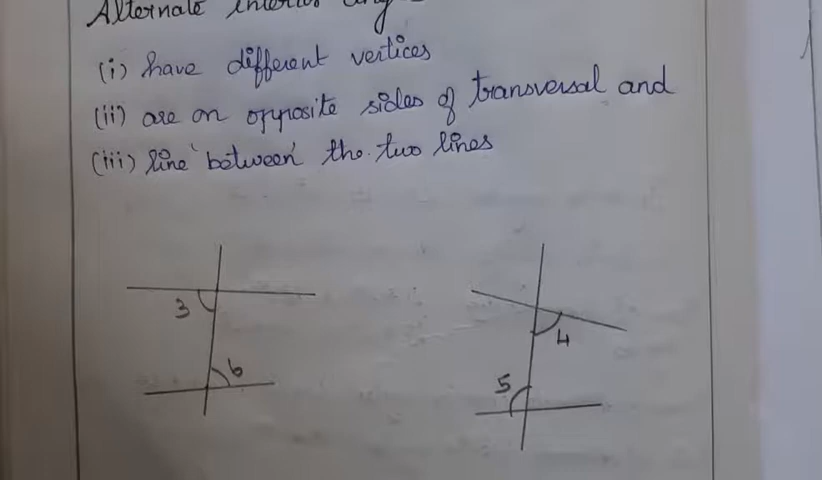 Alternate interior
(i) have different vertices
(ii) are on opposite sides of transversal and
(iii) line between the two lines
3
6
4
5